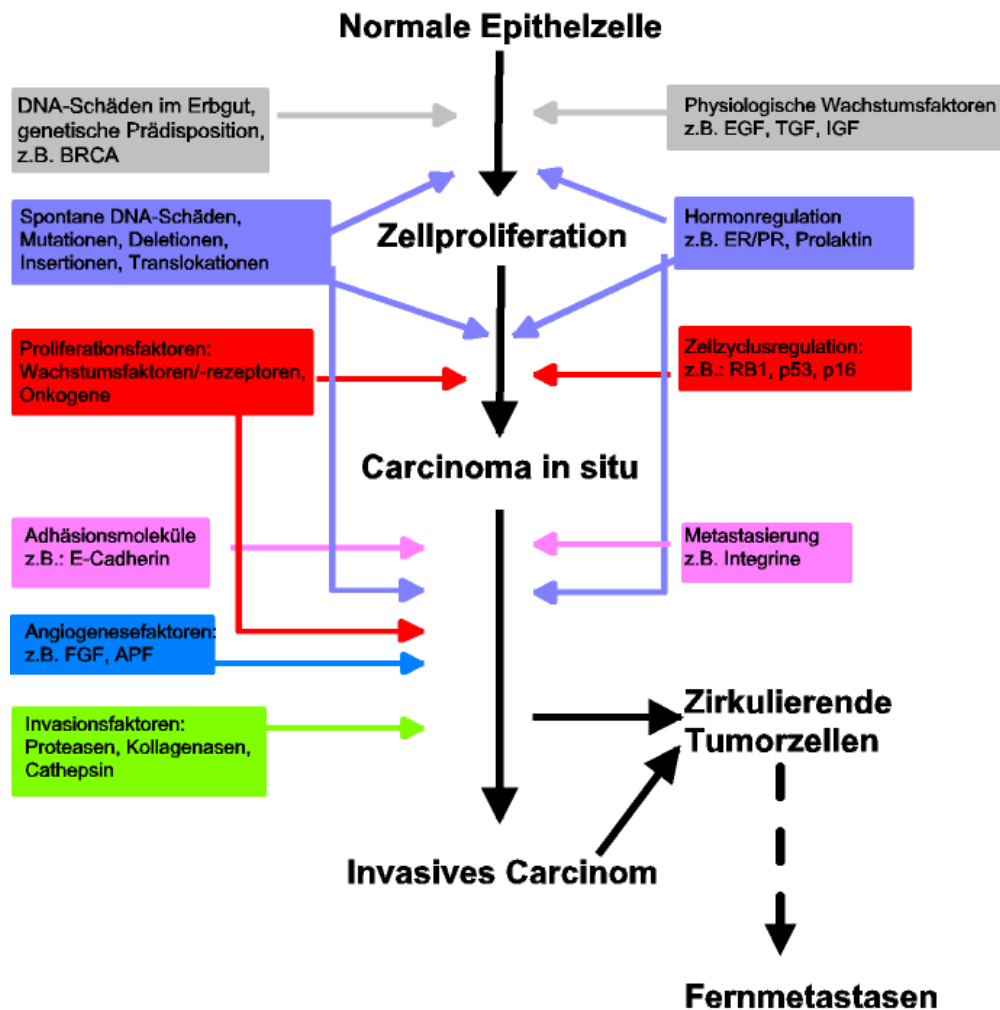 Normale Epithelzelle
DNA-Schäden im Erbgut,
genetische Prädisposition,
z.B. BRCA
Physiologische Wachstumsfaktoren
z.B. EGF, TGF, IGF
Spontane DNA-Schäden,
Mutationen, Deletionen,
Insertionen, Translokationen
Zellproliferation
Hormonregulation
z.B. ER/PR, Prolaktin
Proliferationsfaktoren:
Wachstumsfaktoren/-rezeptoren,
Onkogene
Zellzyclusregulation:
z.B.: RB1, p53, p16
Carcinoma in situ
Adhäsionsmoleküle
z.B.: E-Cadherin
Metastasierung
z.B. Integrine
Angiogenesefaktoren:
z.B. FGF, APF
Invasionsfaktoren:
Proteasen, Kollagenasen,
Cathepsin
Zirkulierende
Tumorzellen
Invasives Carcinom
Fernmetastasen